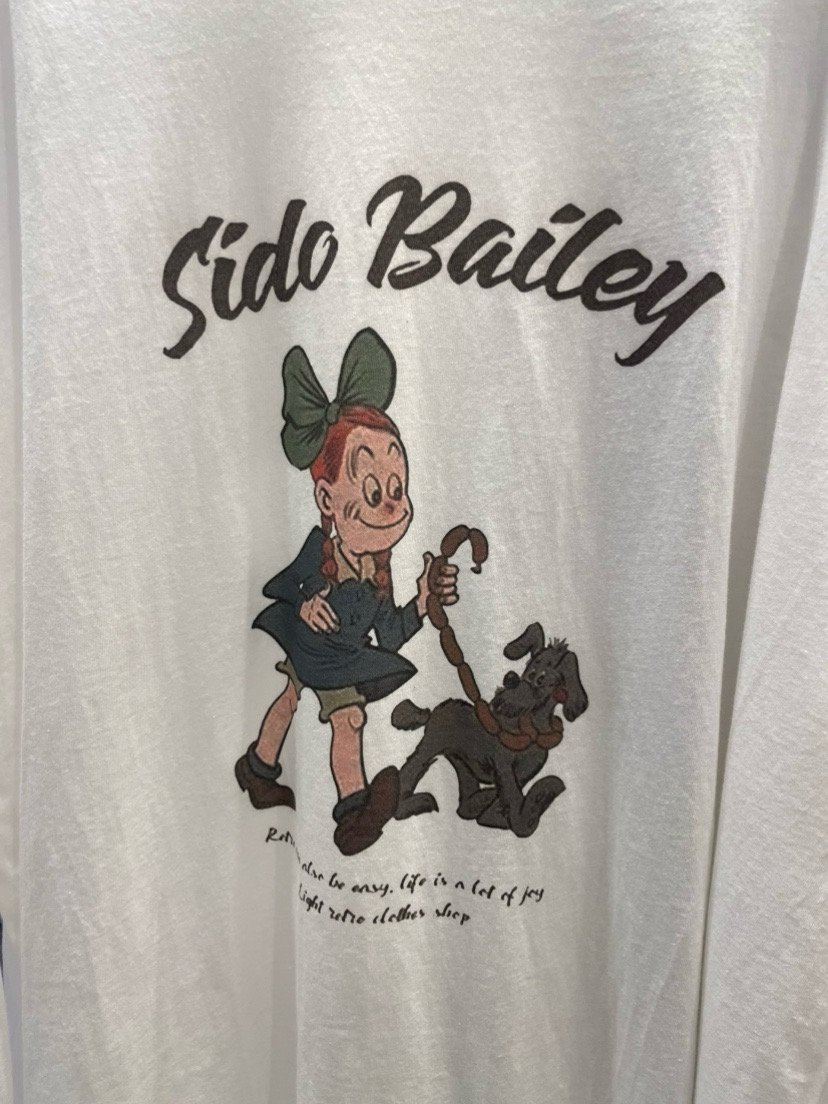 Sido Bailey
also be easy. life is a lot of joy
Light retro clothes shop